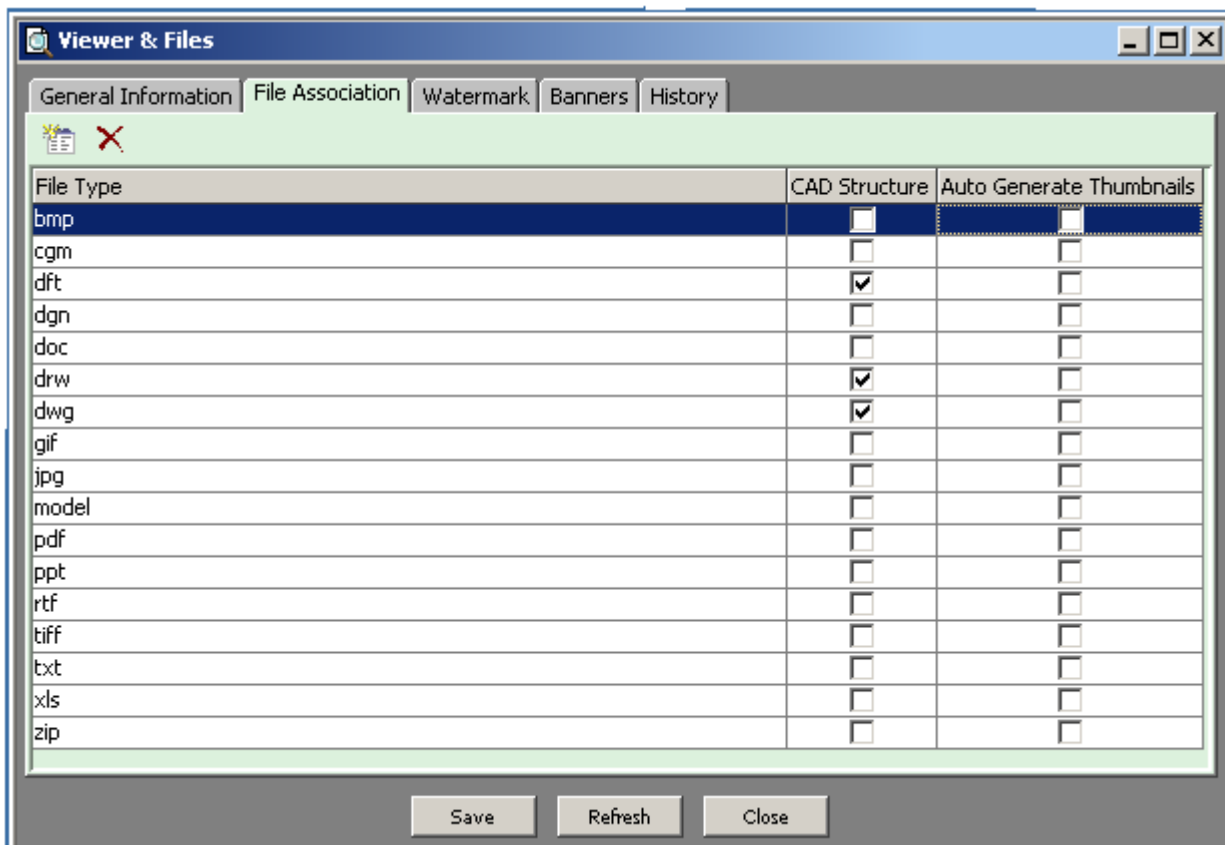 Viewer & Files
General Information File Association Watermark Banners History
File Type CAD Structure Auto Generate Thumbnails
bmp
cgm
dft
dgn
doc
drw
dwg
gif
jpg
model
pdf
ppt
rtf
tiff
txt
xls
zip
Save Refresh Close